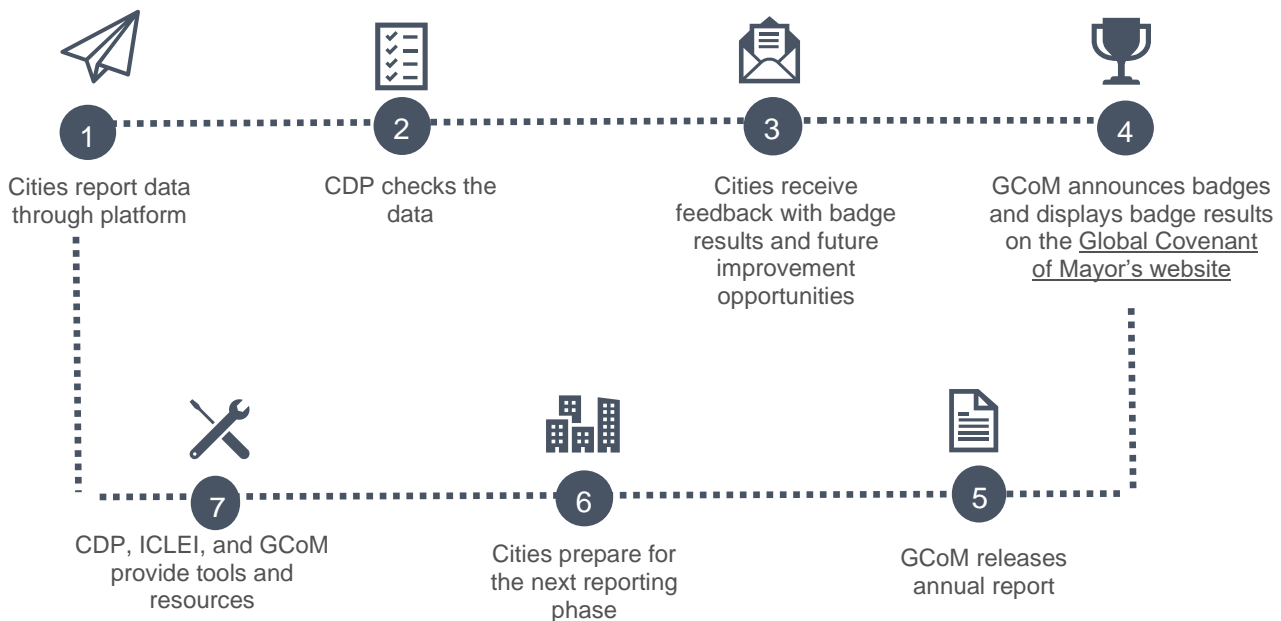 1
Cities report data
through platform
2
CDP checks the
data
3
Cities receive
feedback with badge
results and future
improvement
opportunities
4
GCoM announces badges
and displays badge results
on the Global Covenant
of Mayor's website
7
CDP, ICLEI, and GCoM
provide tools and
resources
6
Cities prepare for
the next reporting
phase
5
GCoM releases
annual report